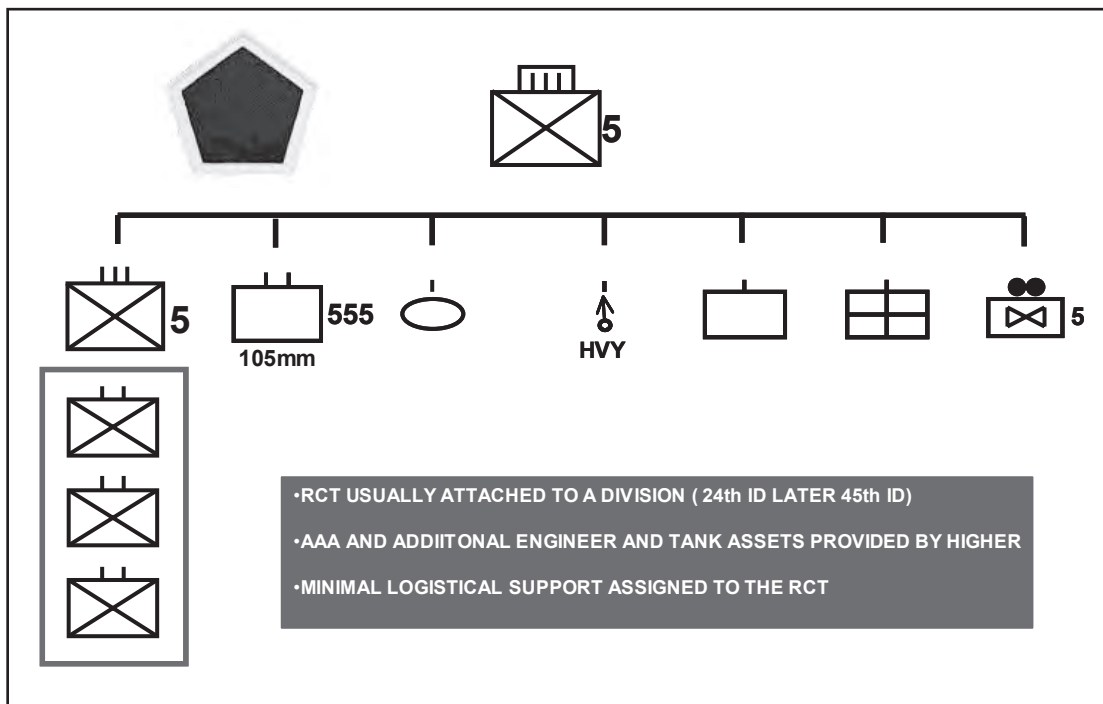 5
5
555
5
105mm
HVY
•RCT USUALLY ATTACHED TO A DIVISION ( 24th ID LATER 45th ID)
•AAA AND ADDIITONAL ENGINEER AND TANK ASSETS PROVIDED BY HIGHER
•MINIMAL LOGISTICAL SUPPORT ASSIGNED TO THE RCT